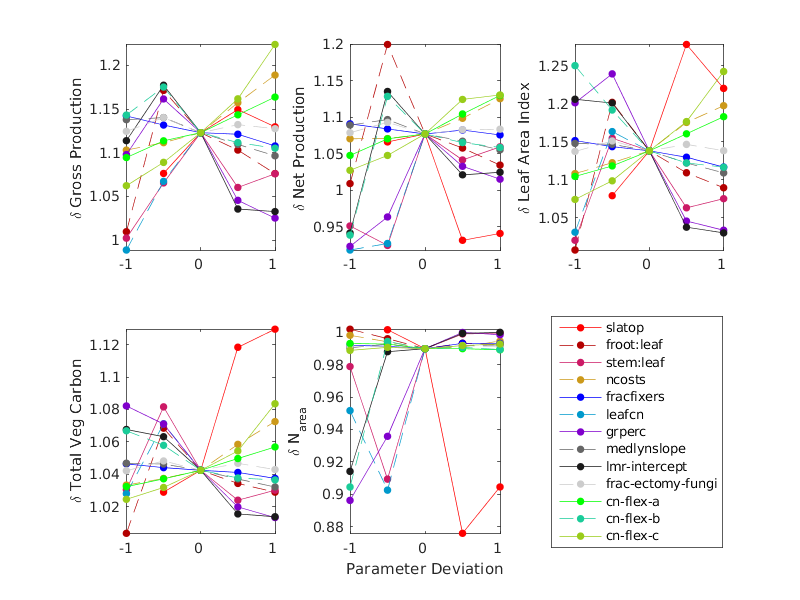 δ Gross Production
1.2
1.15
1.1
1.05
1
-1
0
1
δ Net Production
1.2
1.15
1.1
1.05
1
0.95
-1
0
1
δ Leaf Area Index
1.25
1.2
1.15
1.1
1.05
-1
0
1
δ Total Veg Carbon
1.12
1.1
1.08
1.06
1.04
1.02
-1
0
1
δ Narea
1
0.98
0.96
0.94
0.92
0.9
0.88
-1
0
1
Parameter Deviation
slatop
froot:leaf
stem:leaf
ncosts
fracfixers
leafcn
grperc
medlynslope
lmr-intercept
frac-ectomy-fungi
cn-flex-a
cn-flex-b
cn-flex-c